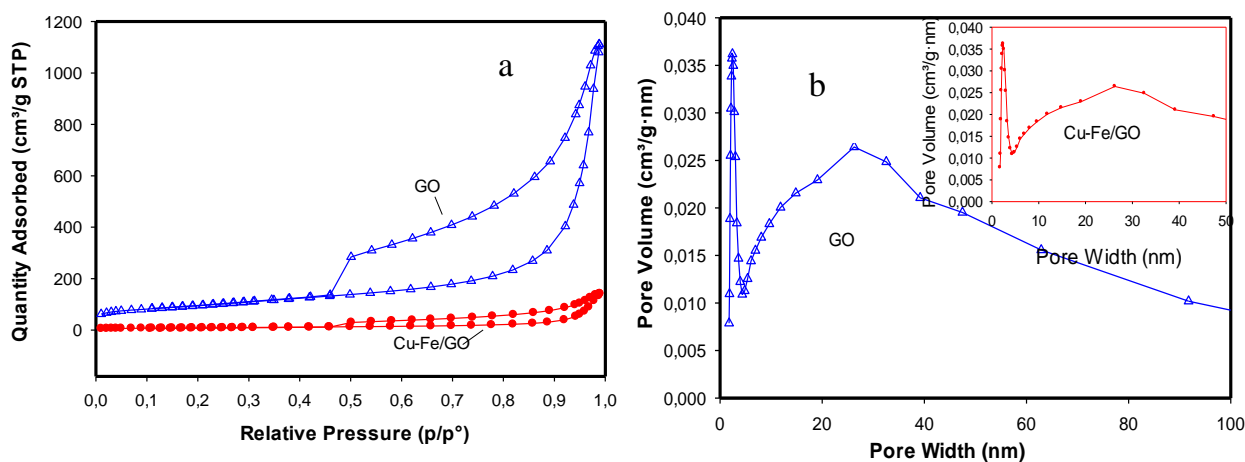 a
Quantity Adsorbed (cm³/g STP)
1200
1000
800
600
400
200
0
GO
Cu-Fe/GO
0,0 0,1 0,2 0,3 0,4 0,5 0,6 0,7 0,8 0,9 1,0
Relative Pressure (p/p°)
b
Pore Volume (cm³/g·nm)
0,040
0,035
0,030
0,025
0,020
0,015
0,010
0,005
0,000
GO
0 20 40 60 80 100
Pore Width (nm)
Pore Volume (cm³/g·nm)
0,040
0,035
0,030
0,025
0,020
0,015
0,010
0,005
0,000
Cu-Fe/GO
0 10 20 30 40 50
Pore Width (nm)